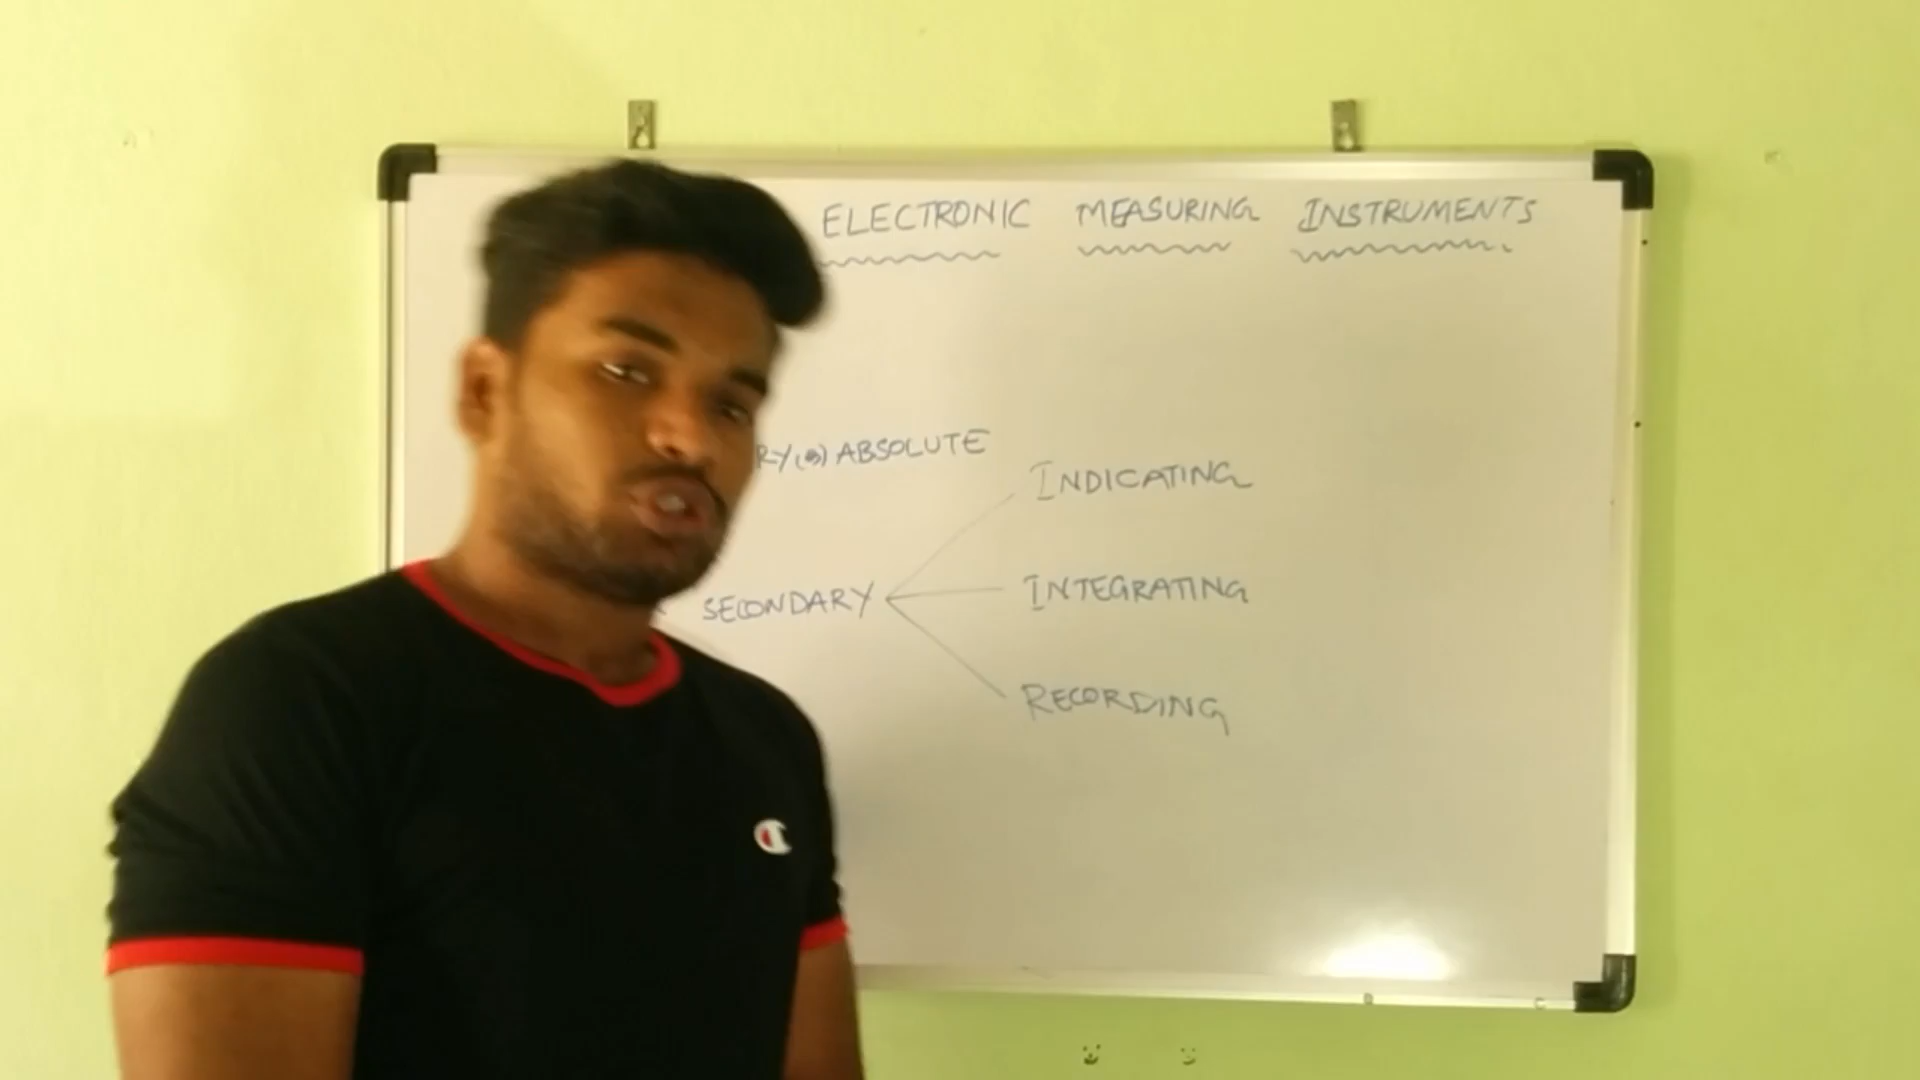 ELECTRONIC MEASURING INSTRUMENTS
ABSOLUTE
INDICATING
SECONDARY
INTEGRATING
RECORDING